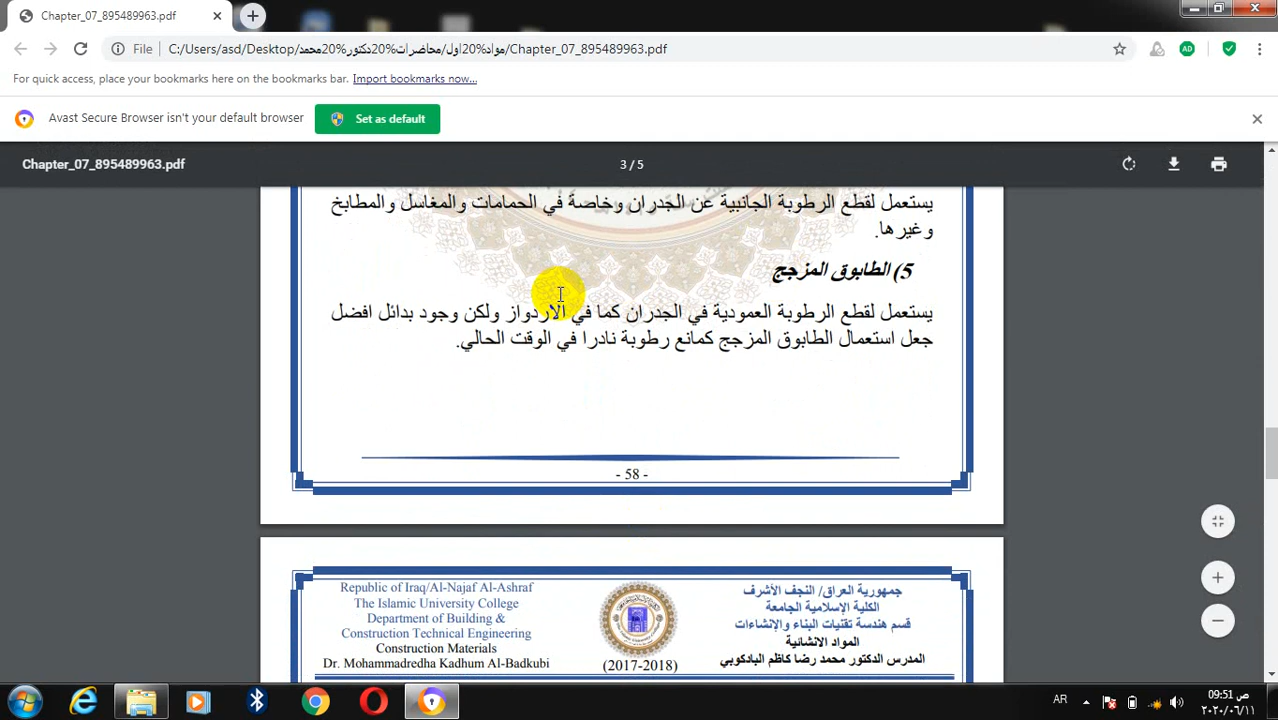 Chapter_07_895489963.pdf
File
C:/Users/asd/Desktop/محاضرات%20دكتور%20محمد/مواد%20اول/Chapter_07_895489963.pdf
For quick access, place your bookmarks here on the bookmarks bar. Import bookmarks now...
Avast Secure Browser isn't your default browser
Set as default
Chapter_07_895489963.pdf
3 / 5
يستعمل لقطع الرطوبة الجانبية عن الجدران وخاصة في الحمامات والمغاسل والمطابخ
وغيرها.
5) الطابوق المزجج
يستعمل لقطع الرطوبة العمودية في الجدران كما في الاردواز ولكن وجود بدائل افضل
جعل استعمال الطابوق المزجج كمانع رطوبة نادرا في الوقت الحالي.
- 58 -
Republic of Iraq/Al-Najaf Al-Ashraf
The Islamic University College
Department of Building &
Construction Technical Engineering
Construction Materials
Dr. Mohammadredha Kadhum Al-Badkubi
(2017-2018)
جمهورية العراق/ النجف الأشرف
الكلية الإسلامية الجامعة
قسم هندسة تقنيات البناء والإنشاءات
المواد الانشائية
المدرس الدكتور محمد رضا كاظم البادكوبي
AD
AR
09:51 ص
٢٠٢٠/٠٦/١١